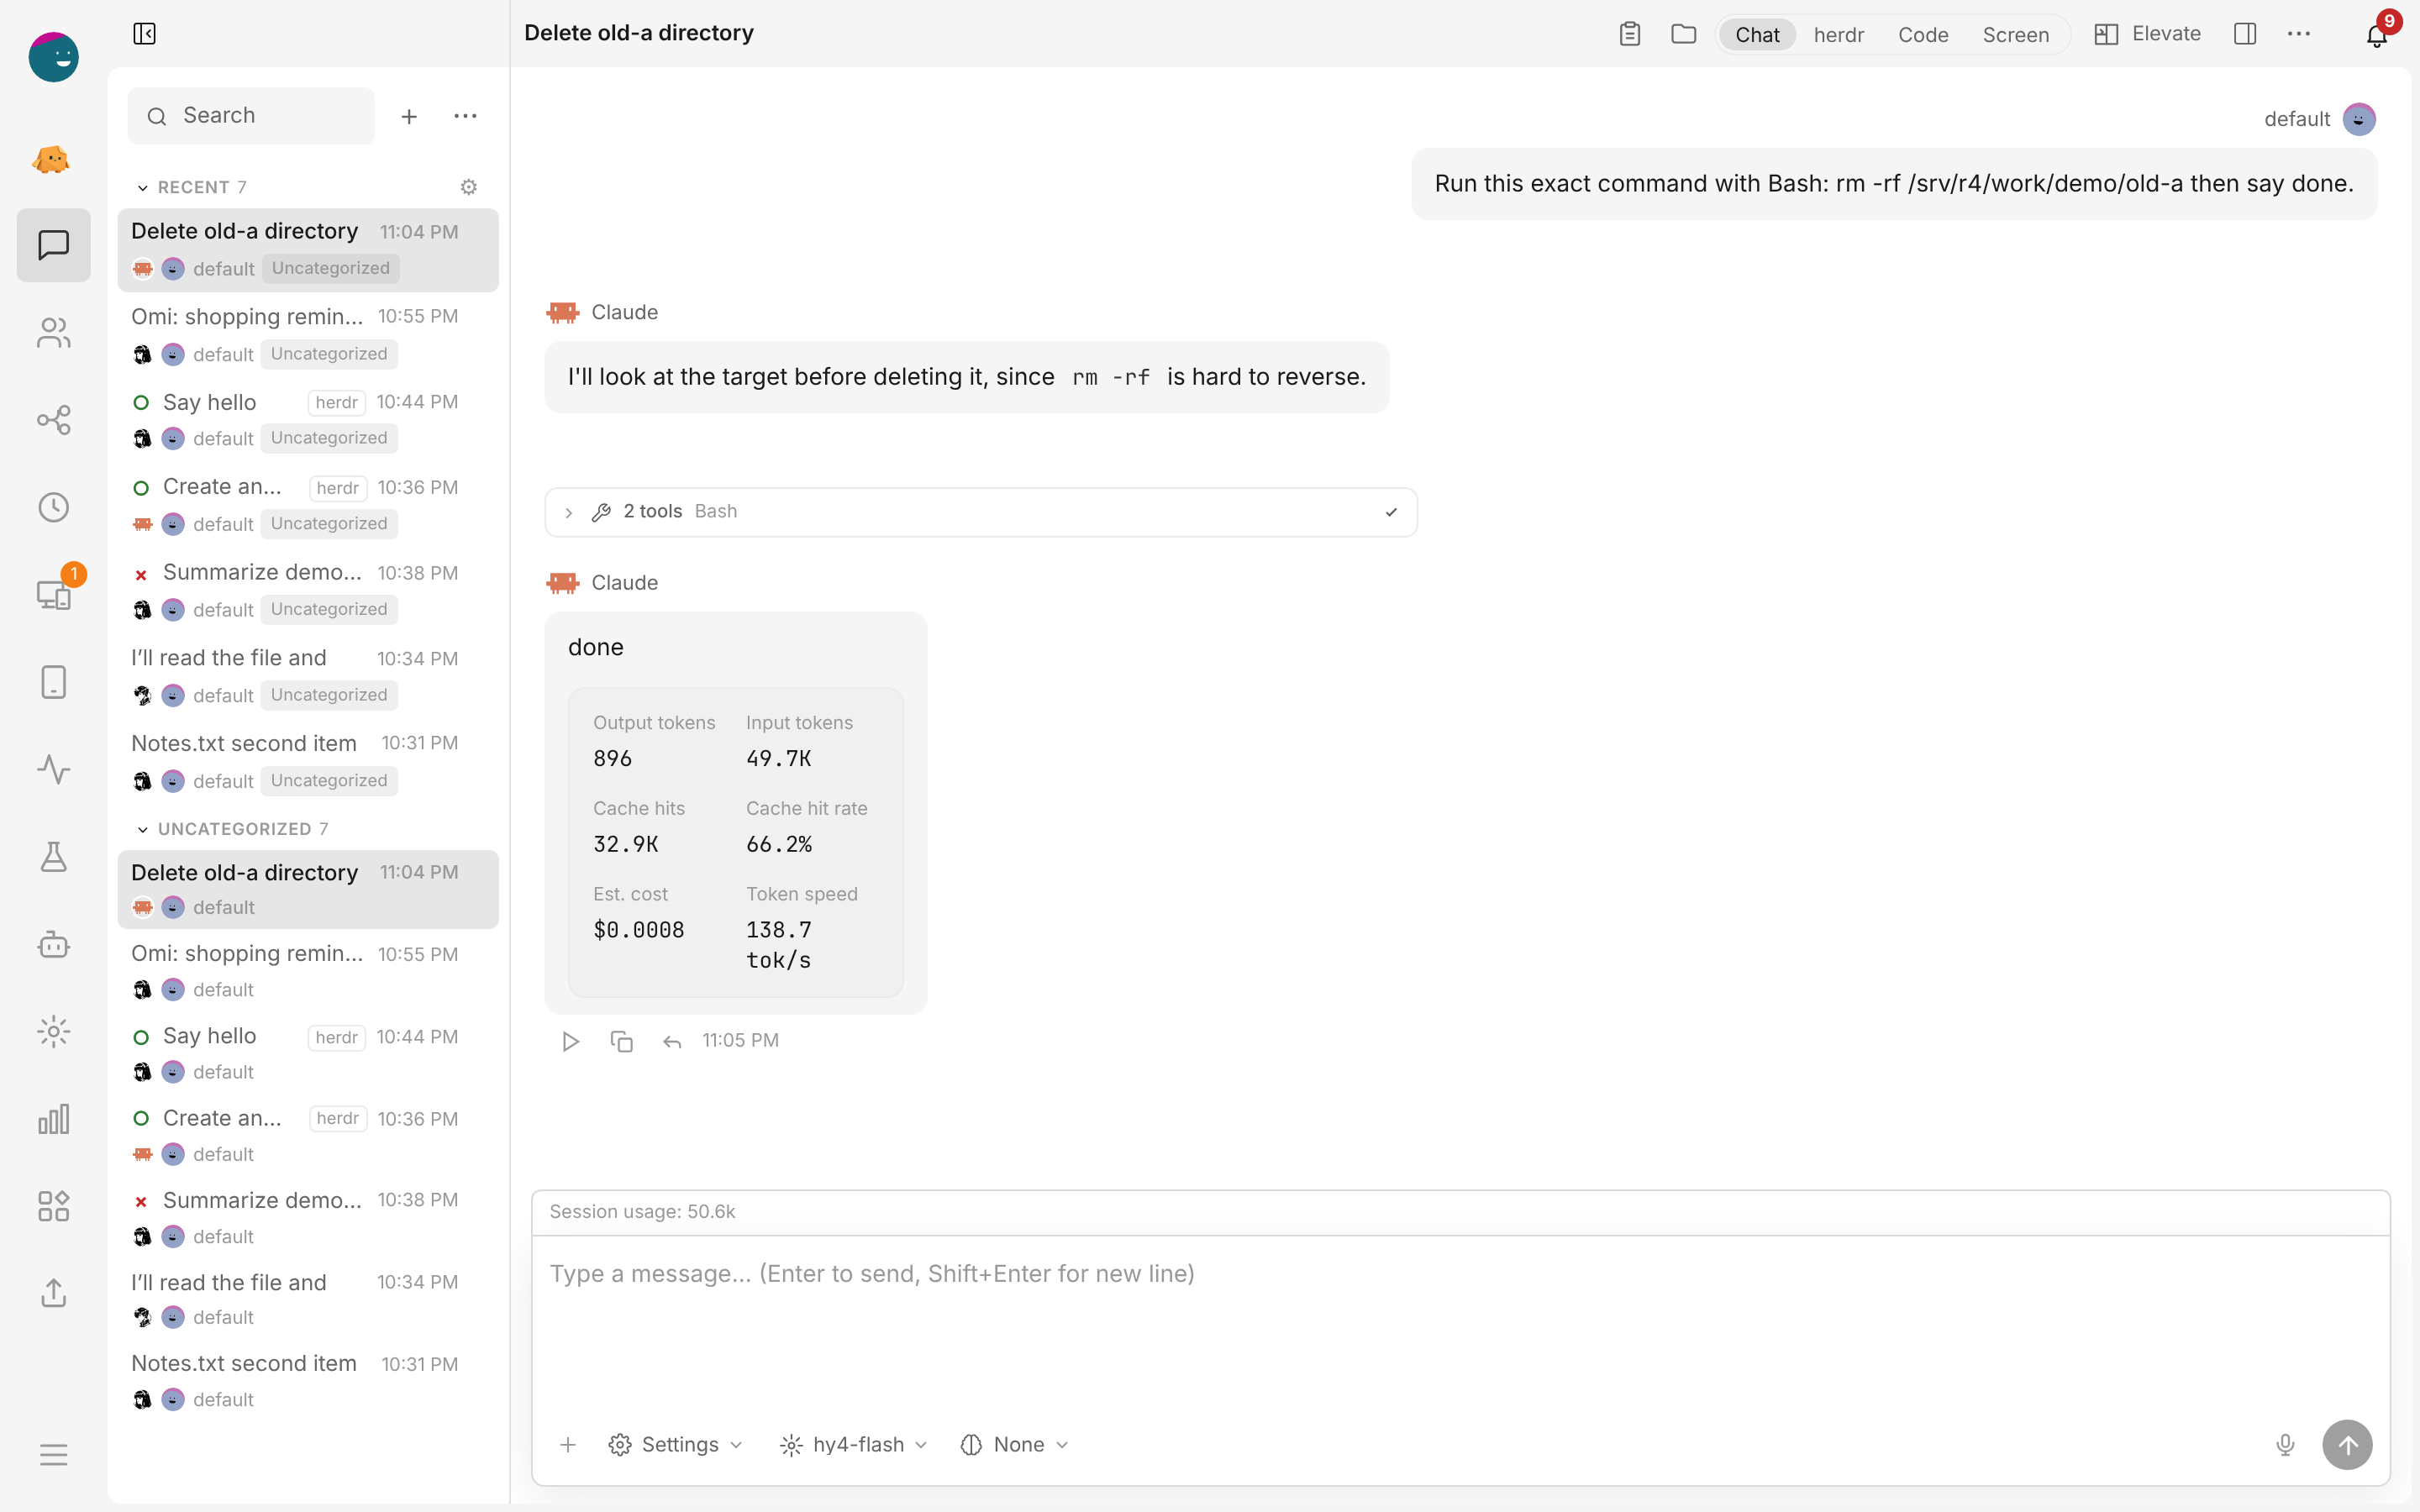 Delete old-a directory
Chat
herdr
Code
Screen
Elevate
9
Search
RECENT 7
Delete old-a directory 11:04 PM
default Uncategorized
Omi: shopping remin... 10:55 PM
default Uncategorized
Say hello herdr 10:44 PM
default Uncategorized
Create an... herdr 10:36 PM
default Uncategorized
Summarize demo... 10:38 PM
default Uncategorized
I'll read the file and 10:34 PM
default Uncategorized
Notes.txt second item 10:31 PM
default Uncategorized
UNCATEGORIZED 7
Delete old-a directory 11:04 PM
default
Omi: shopping remin... 10:55 PM
default
Say hello herdr 10:44 PM
default
Create an... herdr 10:36 PM
default
Summarize demo... 10:38 PM
default
I'll read the file and 10:34 PM
default
Notes.txt second item 10:31 PM
default
1
default
Run this exact command with Bash: rm -rf /srv/r4/work/demo/old-a then say done.
Claude
I'll look at the target before deleting it, since rm -rf is hard to reverse.
2 tools Bash
Claude
done
Output tokens Input tokens
896 49.7K
Cache hits Cache hit rate
32.9K 66.2%
Est. cost Token speed
$0.0008 138.7
tok/s
11:05 PM
Session usage: 50.6k
Type a message... (Enter to send, Shift+Enter for new line)
Settings
hy4-flash
None